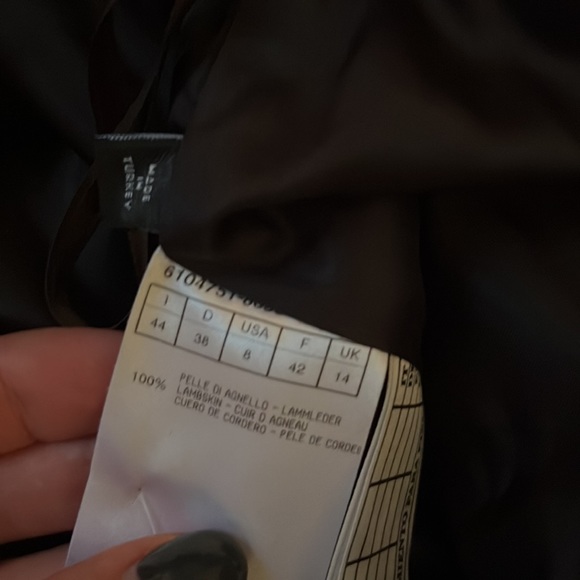 MADE
IN
TURKEY
6104751
I D USA F UK
44 38 8 42 14
100% PELLE DI AGNELLO - LAMMLEDER
LAMBSKIN - CUIR D AGNEAU
CUERO DE CORDERO - PELE DE CORDEI